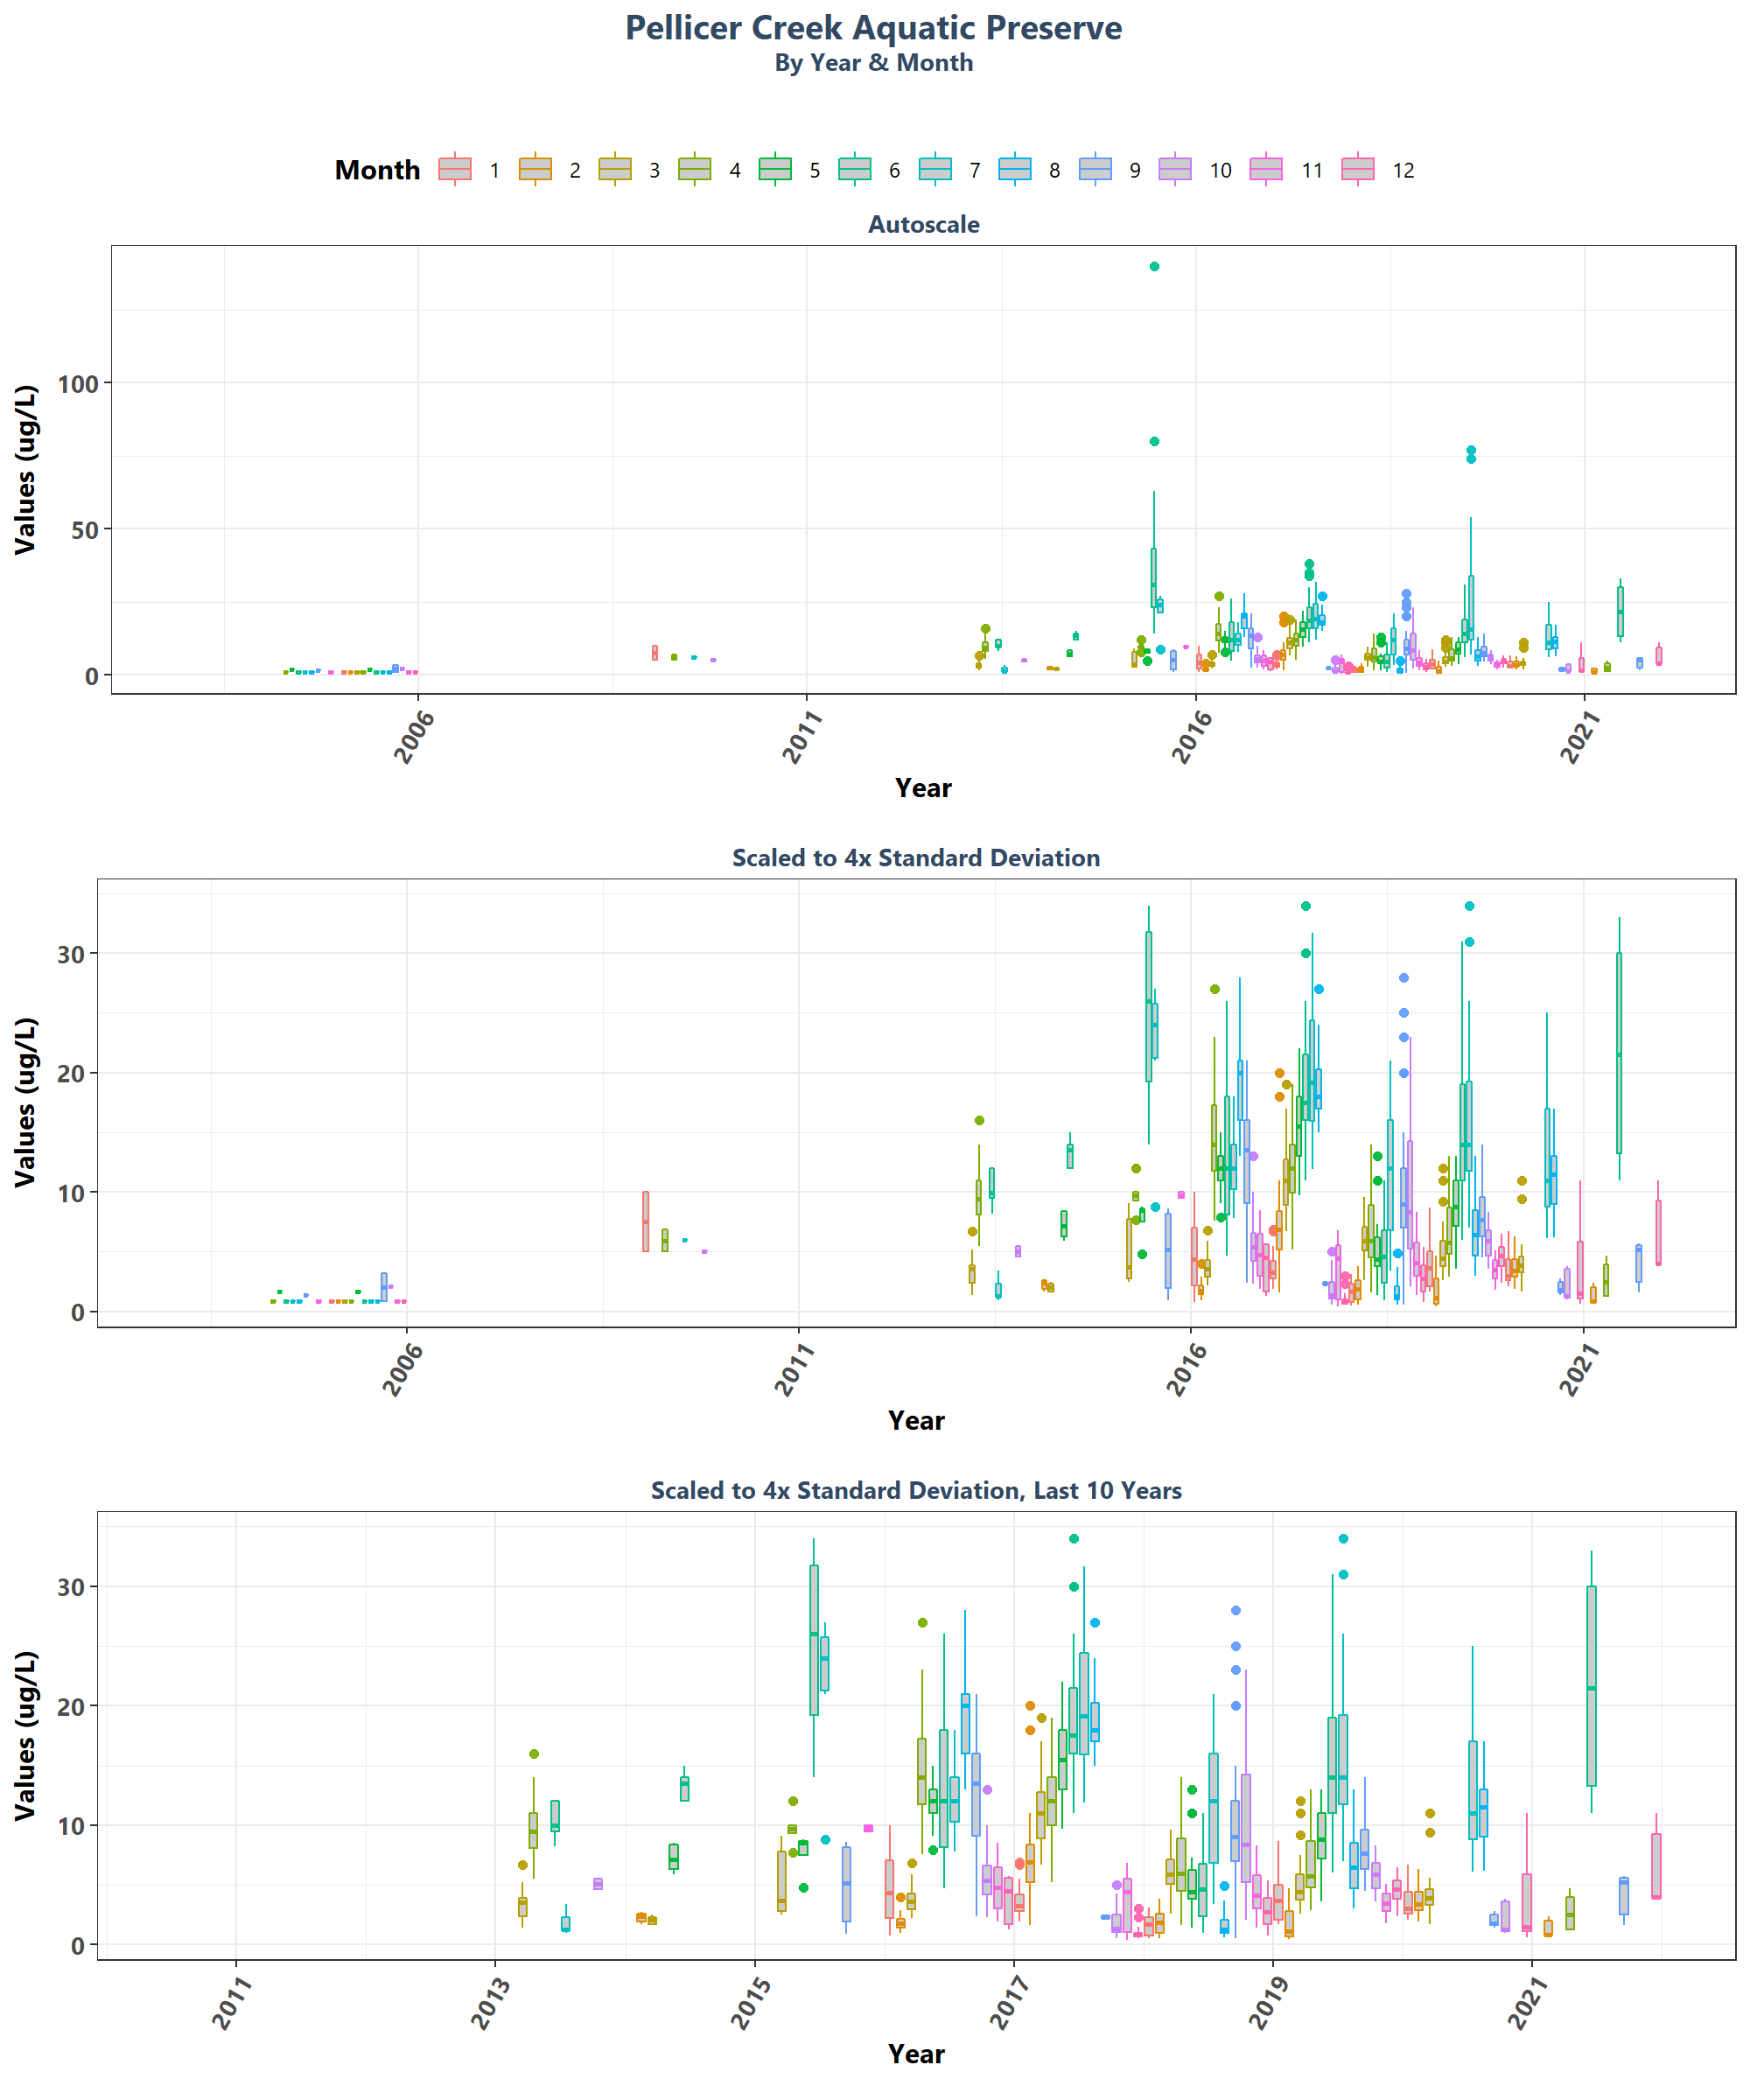 Pellicer Creek Aquatic Preserve
By Year & Month
Month 1 2 3 4 5 6 7 8 9 10 11 12
Autoscale
Values (ug/L)
100
50
0
2006 2011 2016 2021
Year
Scaled to 4x Standard Deviation
Values (ug/L)
30
20
10
0
2006 2011 2016 2021
Year
Scaled to 4x Standard Deviation, Last 10 Years
Values (ug/L)
30
20
10
0
2011 2013 2015 2017 2019 2021
Year